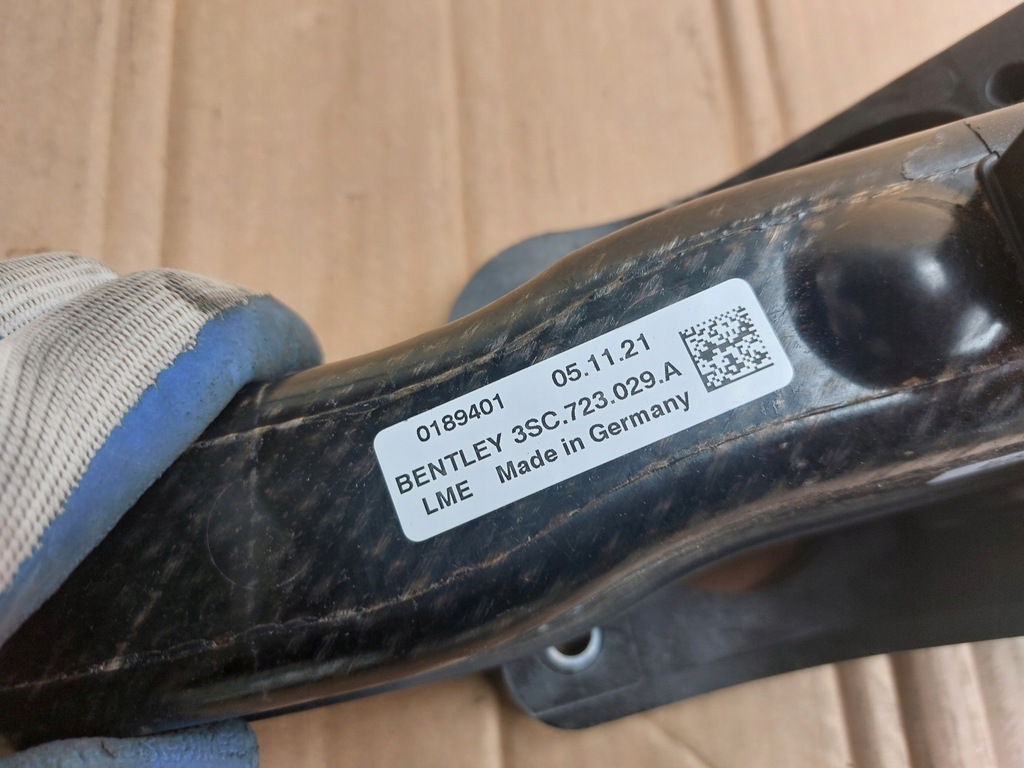 0189401 05.11.21
BENTLEY 3SC.723.029.A
LME Made in Germany